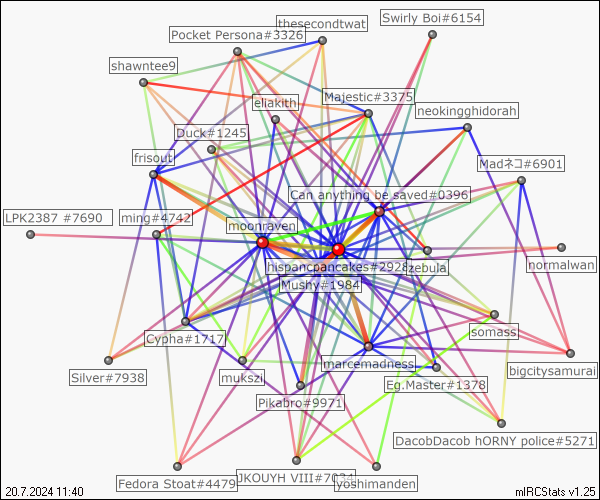 thesecondtwat
Swirly Boi#6154
Pocket Persona#3326
shawntee9
eliakith
Majestic#3375
neokingghidorah
Duck#1245
frisout
Madネコ#6901
Can anything be saved#0396
LPK2387 #7690
ming#4742
moonraven
hispancpancakes#2928
zebula
normalwan
Mushy#1984
Cypha#1717
somass
marcemadness
bigcitysamurai
Silver#7938
mukszi
Eg.Master#1378
Pikabro#9971
DacobDacob hORNY police#5271
Fedora Stoat#4479
JKOUYH VIII#7034
yoshimanden
20.7.2024 11:40
mIRCStats v1.25